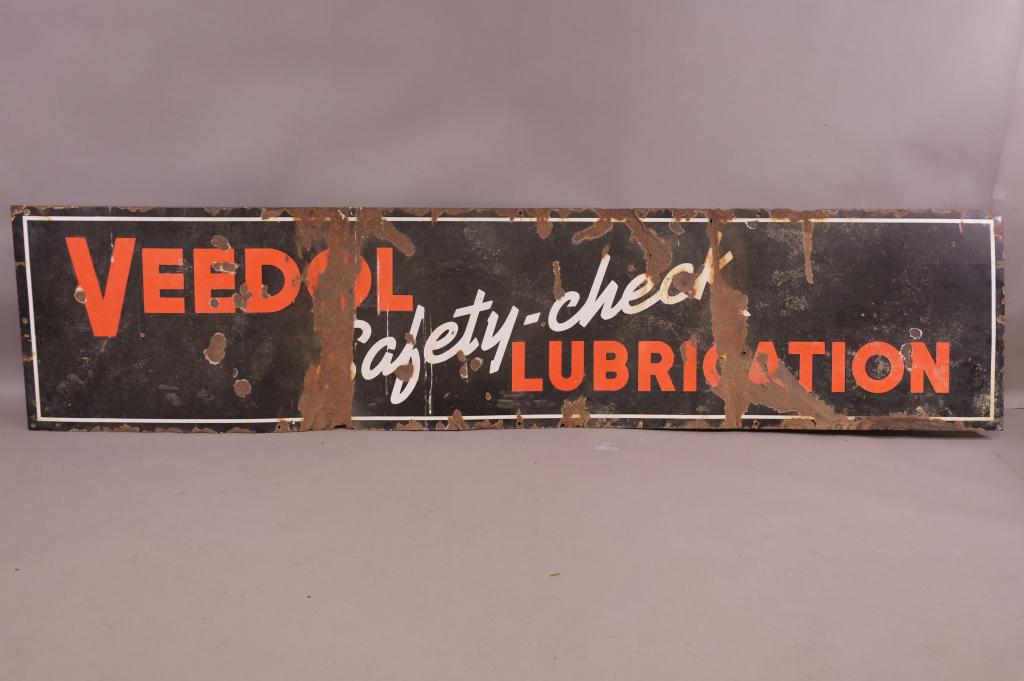 VEEDOL
Safety-check
LUBRICATION